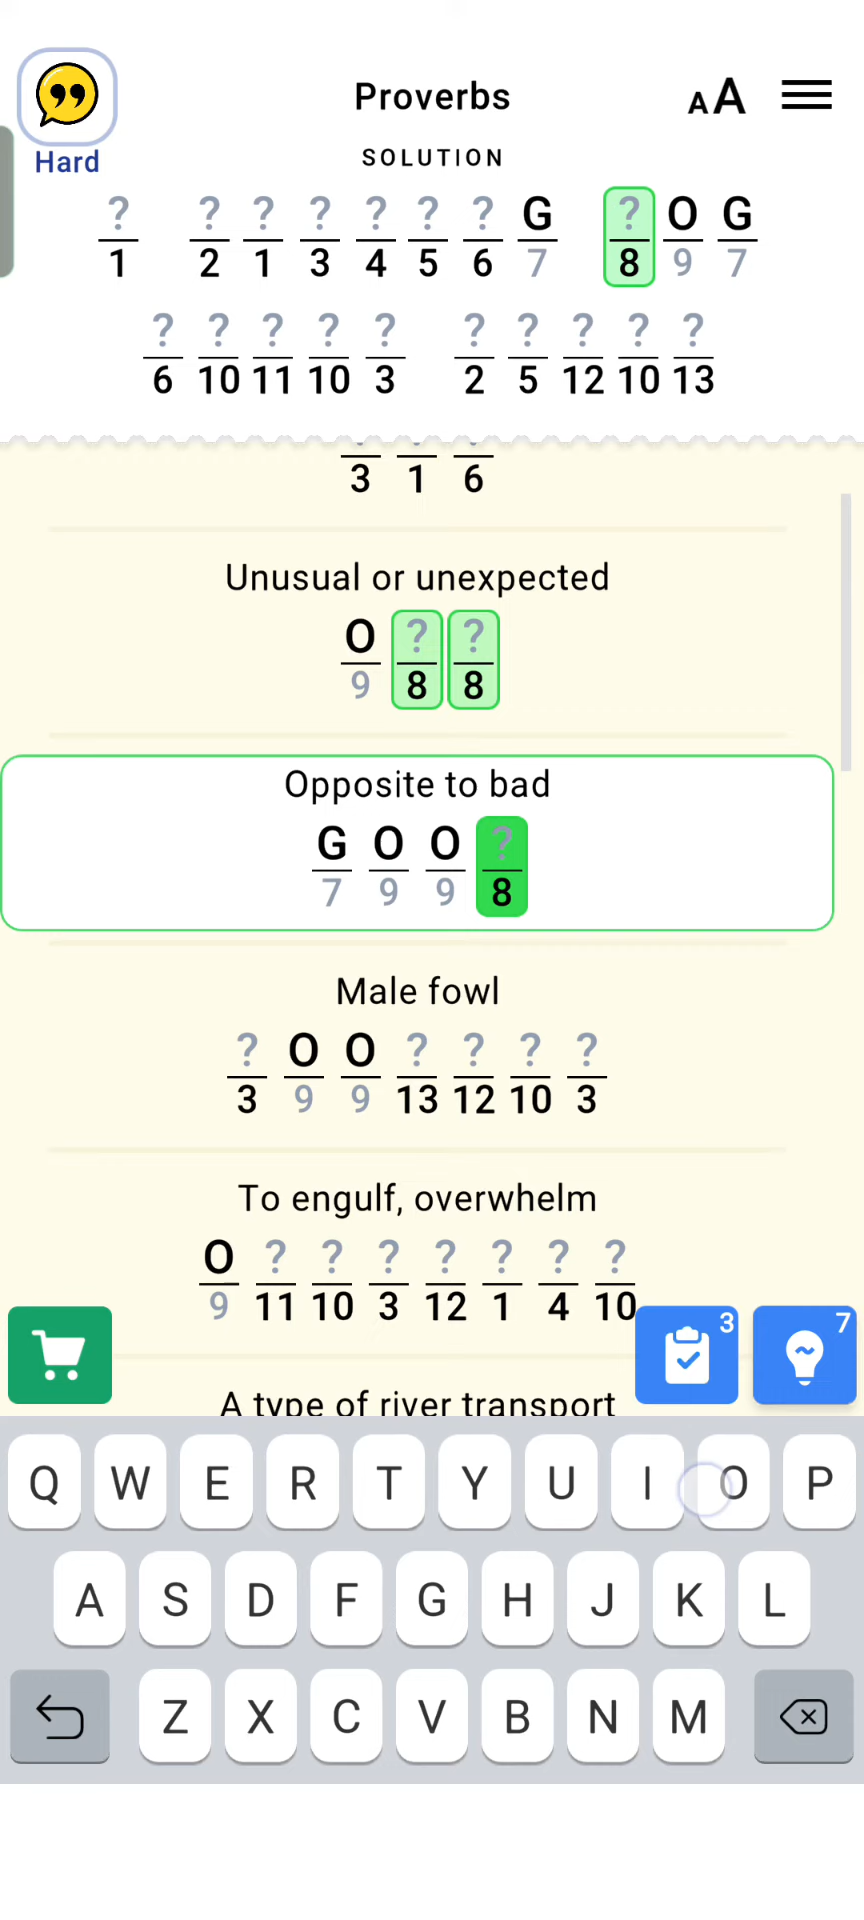 Proverbs
AA
Hard
SOLUTION
? ? ? ? ? ? ? G ? O G
1 2 1 3 4 5 6 7 8 9 7
? ? ? ? ? ? ? ? ? ?
6 10 11 10 3 2 5 12 10 13
3 1 6
Unusual or unexpected
O ? ?
9 8 8
Opposite to bad
G O O ?
7 9 9 8
Male fowl
? O O ? ? ? ?
3 9 9 13 12 10 3
To engulf, overwhelm
O ? ? ? ? ? ? ?
9 11 10 3 12 1 4 10
3 7
A type of river transport
Q W E R T Y U I O P
A S D F G H J K L
Z X C V B N M